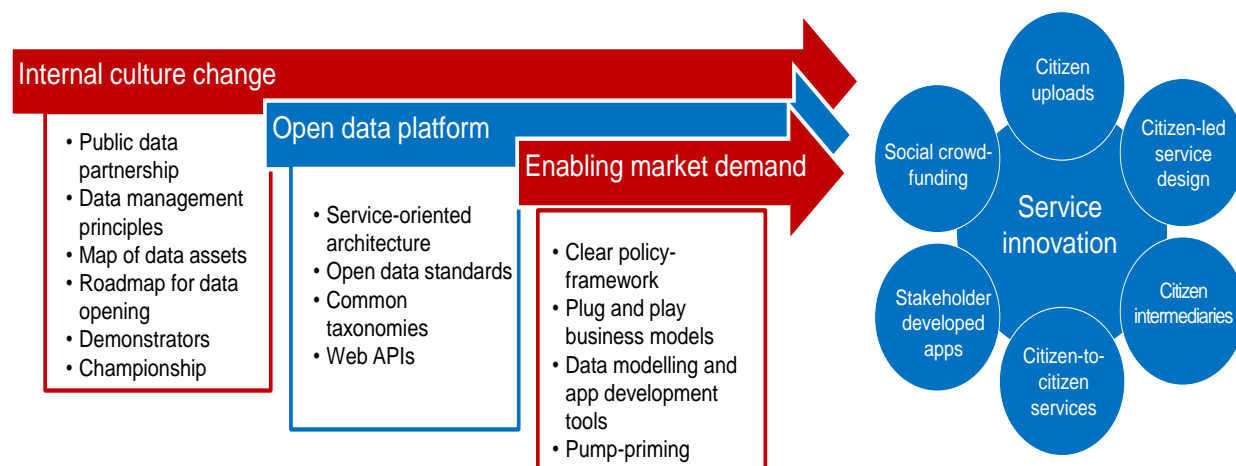 Internal culture change
• Public data
partnership
• Data management
principles
• Map of data assets
• Roadmap for data
opening
• Demonstrators
• Championship
Open data platform
• Service-oriented
architecture
• Open data standards
• Common
taxonomies
• Web APIs
Enabling market demand
• Clear policy-
framework
• Plug and play
business models
• Data modelling and
app development
tools
• Pump-priming
Service
innovation
Citizen
uploads
Citizen-led
service
design
Citizen
intermediaries
Citizen-to-
citizen
services
Stakeholder
developed
apps
Social crowd-
funding